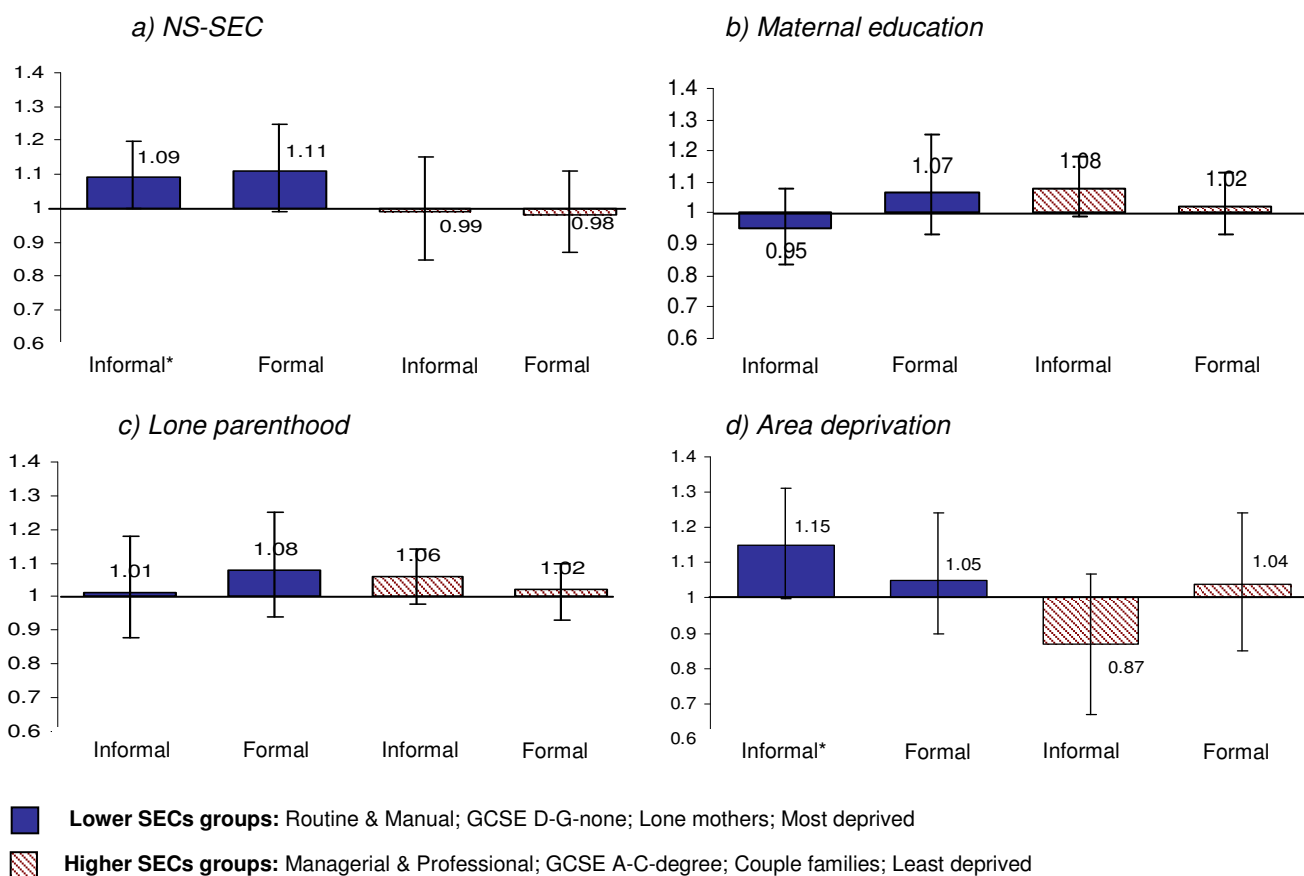 a) NS-SEC
1.4
1.3
1.2
1.1
1
0.9
0.8
0.7
0.6
1.09
1.11
0.99
0.98
Informal*
Formal
Informal
Formal
b) Maternal education
1.4
1.3
1.2
1.1
1
0.9
0.8
0.7
0.6
0.95
1.07
1.08
1.02
Informal
Formal
Informal
Formal
c) Lone parenthood
1.4
1.3
1.2
1.1
1
0.9
0.8
0.7
0.6
1.01
1.08
1.06
1.02
Informal
Formal
Informal
Formal
d) Area deprivation
1.4
1.3
1.2
1.1
1
0.9
0.8
0.7
0.6
1.15
1.05
0.87
1.04
Informal*
Formal
Informal
Formal
Lower SECs groups: Routine & Manual; GCSE D-G-none; Lone mothers; Most deprived
Higher SECs groups: Managerial & Professional; GCSE A-C-degree; Couple families; Least deprived